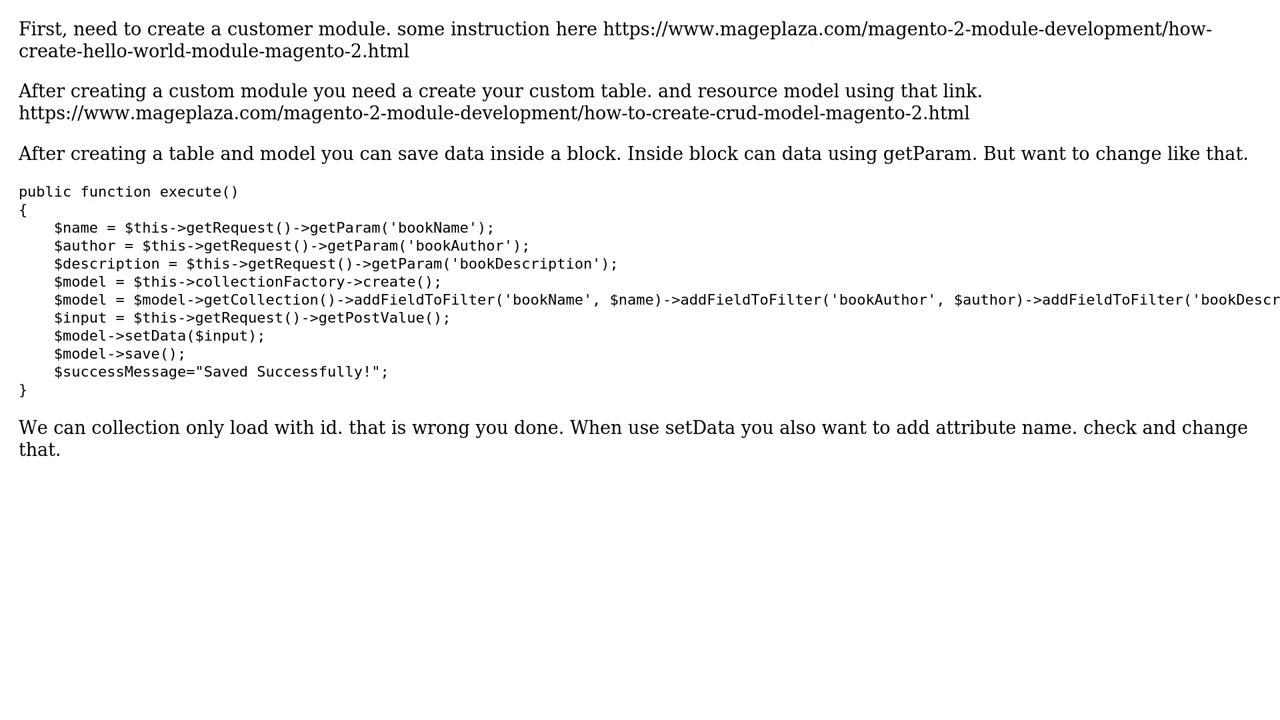 First, need to create a customer module. some instruction here https://www.mageplaza.com/magento-2-module-development/how-
create-hello-world-module-magento-2.html
After creating a custom module you need a create your custom table. and resource model using that link.
https://www.mageplaza.com/magento-2-module-development/how-to-create-crud-model-magento-2.html
After creating a table and model you can save data inside a block. Inside block can data using getParam. But want to change like that.
public function execute()
{
    $name = $this->getRequest()->getParam('bookName');
    $author = $this->getRequest()->getParam('bookAuthor');
    $description = $this->getRequest()->getParam('bookDescription');
    $model = $this->collectionFactory->create();
    $model = $model->getCollection()->addFieldToFilter('bookName', $name)->addFieldToFilter('bookAuthor', $author)->addFieldToFilter('bookDescr
    $input = $this->getRequest()->getPostValue();
    $model->setData($input);
    $model->save();
    $successMessage="Saved Successfully!";
}
We can collection only load with id. that is wrong you done. When use setData you also want to add attribute name. check and change
that.